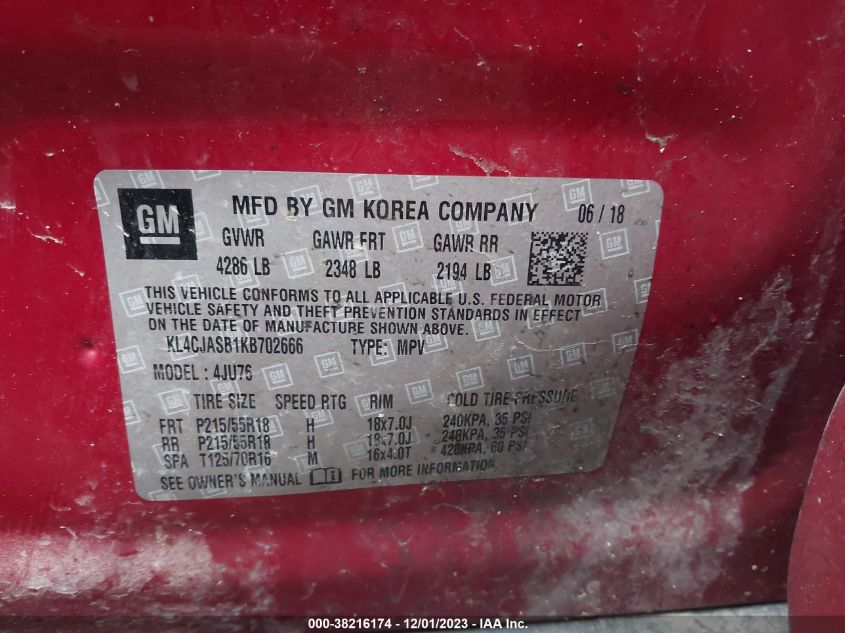 GM MFD BY GM KOREA COMPANY 06 / 18
GVWR GAWR FRT GAWR RR
4286 LB 2348 LB 2194 LB
THIS VEHICLE CONFORMS TO ALL APPLICABLE U.S. FEDERAL MOTOR
VEHICLE SAFETY AND THEFT PREVENTION STANDARDS IN EFFECT
ON THE DATE OF MANUFACTURE SHOWN ABOVE.
KL4CJASB1KB702666 TYPE: MPV
MODEL: 4JU76
TIRE SIZE SPEED RTG RIM COLD TIRE PRESSURE
FRT P215/55R18 H 18x7.0J 240KPA, 35 PSI
RR P215/55R18 H 18x7.0J 240KPA, 35 PSI
SPA T125/70R16 M 16x4.0T 420KPA, 60 PSI
SEE OWNER'S MANUAL FOR MORE INFORMATION
000-38216174 - 12/01/2023 - IAAI Inc.